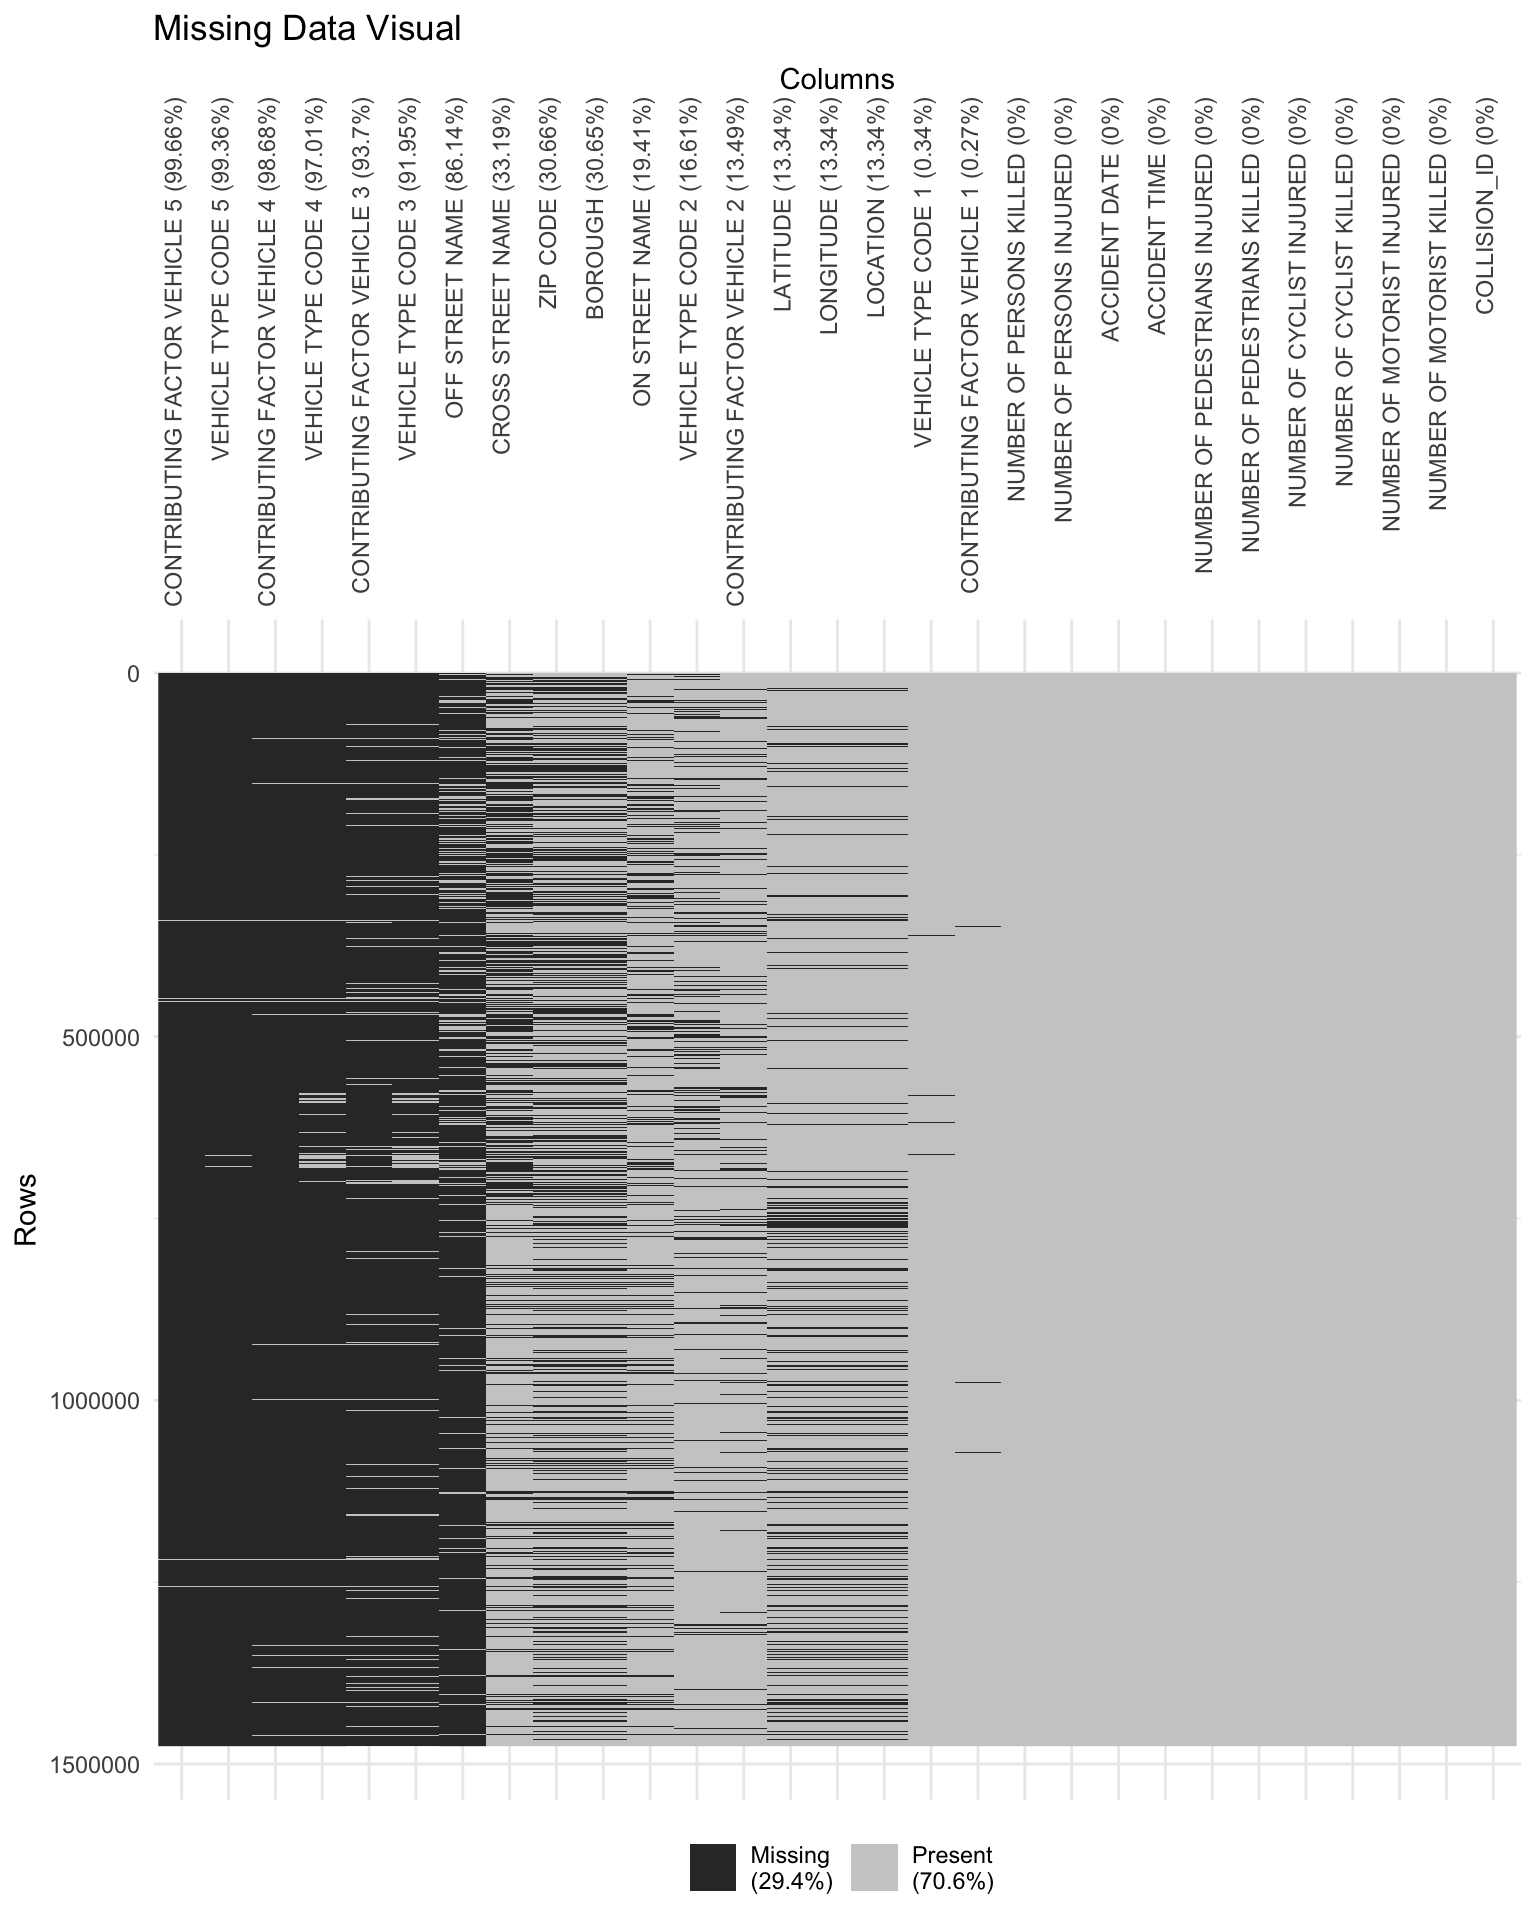 Missing Data Visual
Columns
CONTRIBUTING FACTOR VEHICLE 5 (99.66%)
VEHICLE TYPE CODE 5 (99.36%)
CONTRIBUTING FACTOR VEHICLE 4 (98.68%)
VEHICLE TYPE CODE 4 (97.01%)
CONTRIBUTING FACTOR VEHICLE 3 (93.7%)
VEHICLE TYPE CODE 3 (91.95%)
OFF STREET NAME (86.14%)
CROSS STREET NAME (33.19%)
ZIP CODE (30.66%)
BOROUGH (30.65%)
ON STREET NAME (19.41%)
VEHICLE TYPE CODE 2 (16.61%)
CONTRIBUTING FACTOR VEHICLE 2 (13.49%)
LATITUDE (13.34%)
LONGITUDE (13.34%)
LOCATION (13.34%)
VEHICLE TYPE CODE 1 (0.34%)
CONTRIBUTING FACTOR VEHICLE 1 (0.27%)
NUMBER OF PERSONS KILLED (0%)
NUMBER OF PERSONS INJURED (0%)
ACCIDENT DATE (0%)
ACCIDENT TIME (0%)
NUMBER OF PEDESTRIANS INJURED (0%)
NUMBER OF PEDESTRIANS KILLED (0%)
NUMBER OF CYCLIST INJURED (0%)
NUMBER OF CYCLIST KILLED (0%)
NUMBER OF MOTORIST INJURED (0%)
NUMBER OF MOTORIST KILLED (0%)
COLLISION_ID (0%)
0
500000
1000000
1500000
Rows
Missing
(29.4%)
Present
(70.6%)